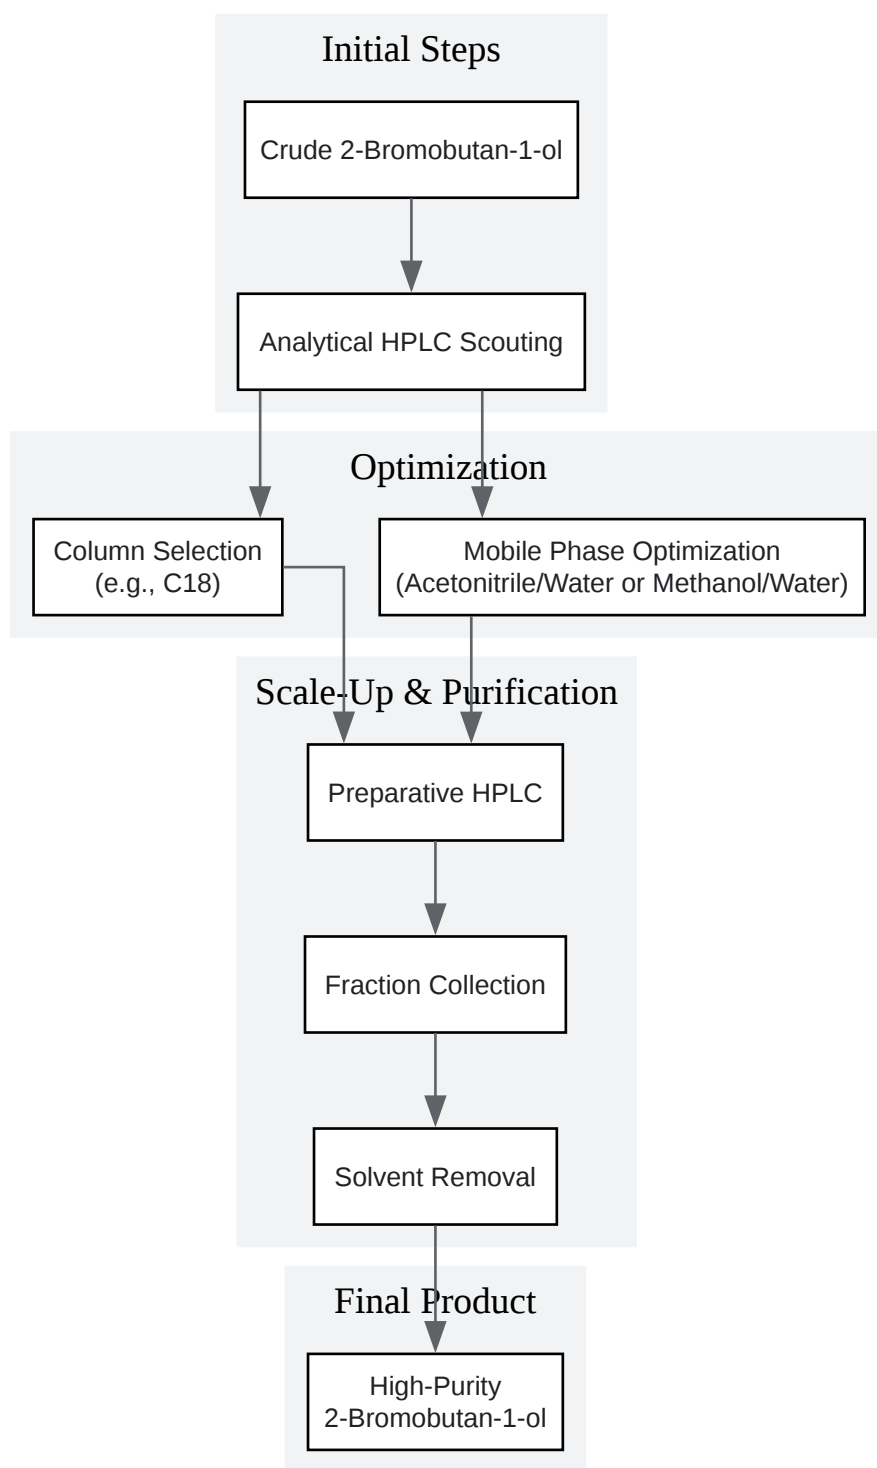 Initial Steps
Crude 2-Bromobutan-1-ol
Analytical HPLC Scouting
Optimization
Column Selection
(e.g., C18)
Mobile Phase Optimization
(Acetonitrile/Water or Methanol/Water)
Scale-Up & Purification
Preparative HPLC
Fraction Collection
Solvent Removal
Final Product
High-Purity
2-Bromobutan-1-ol